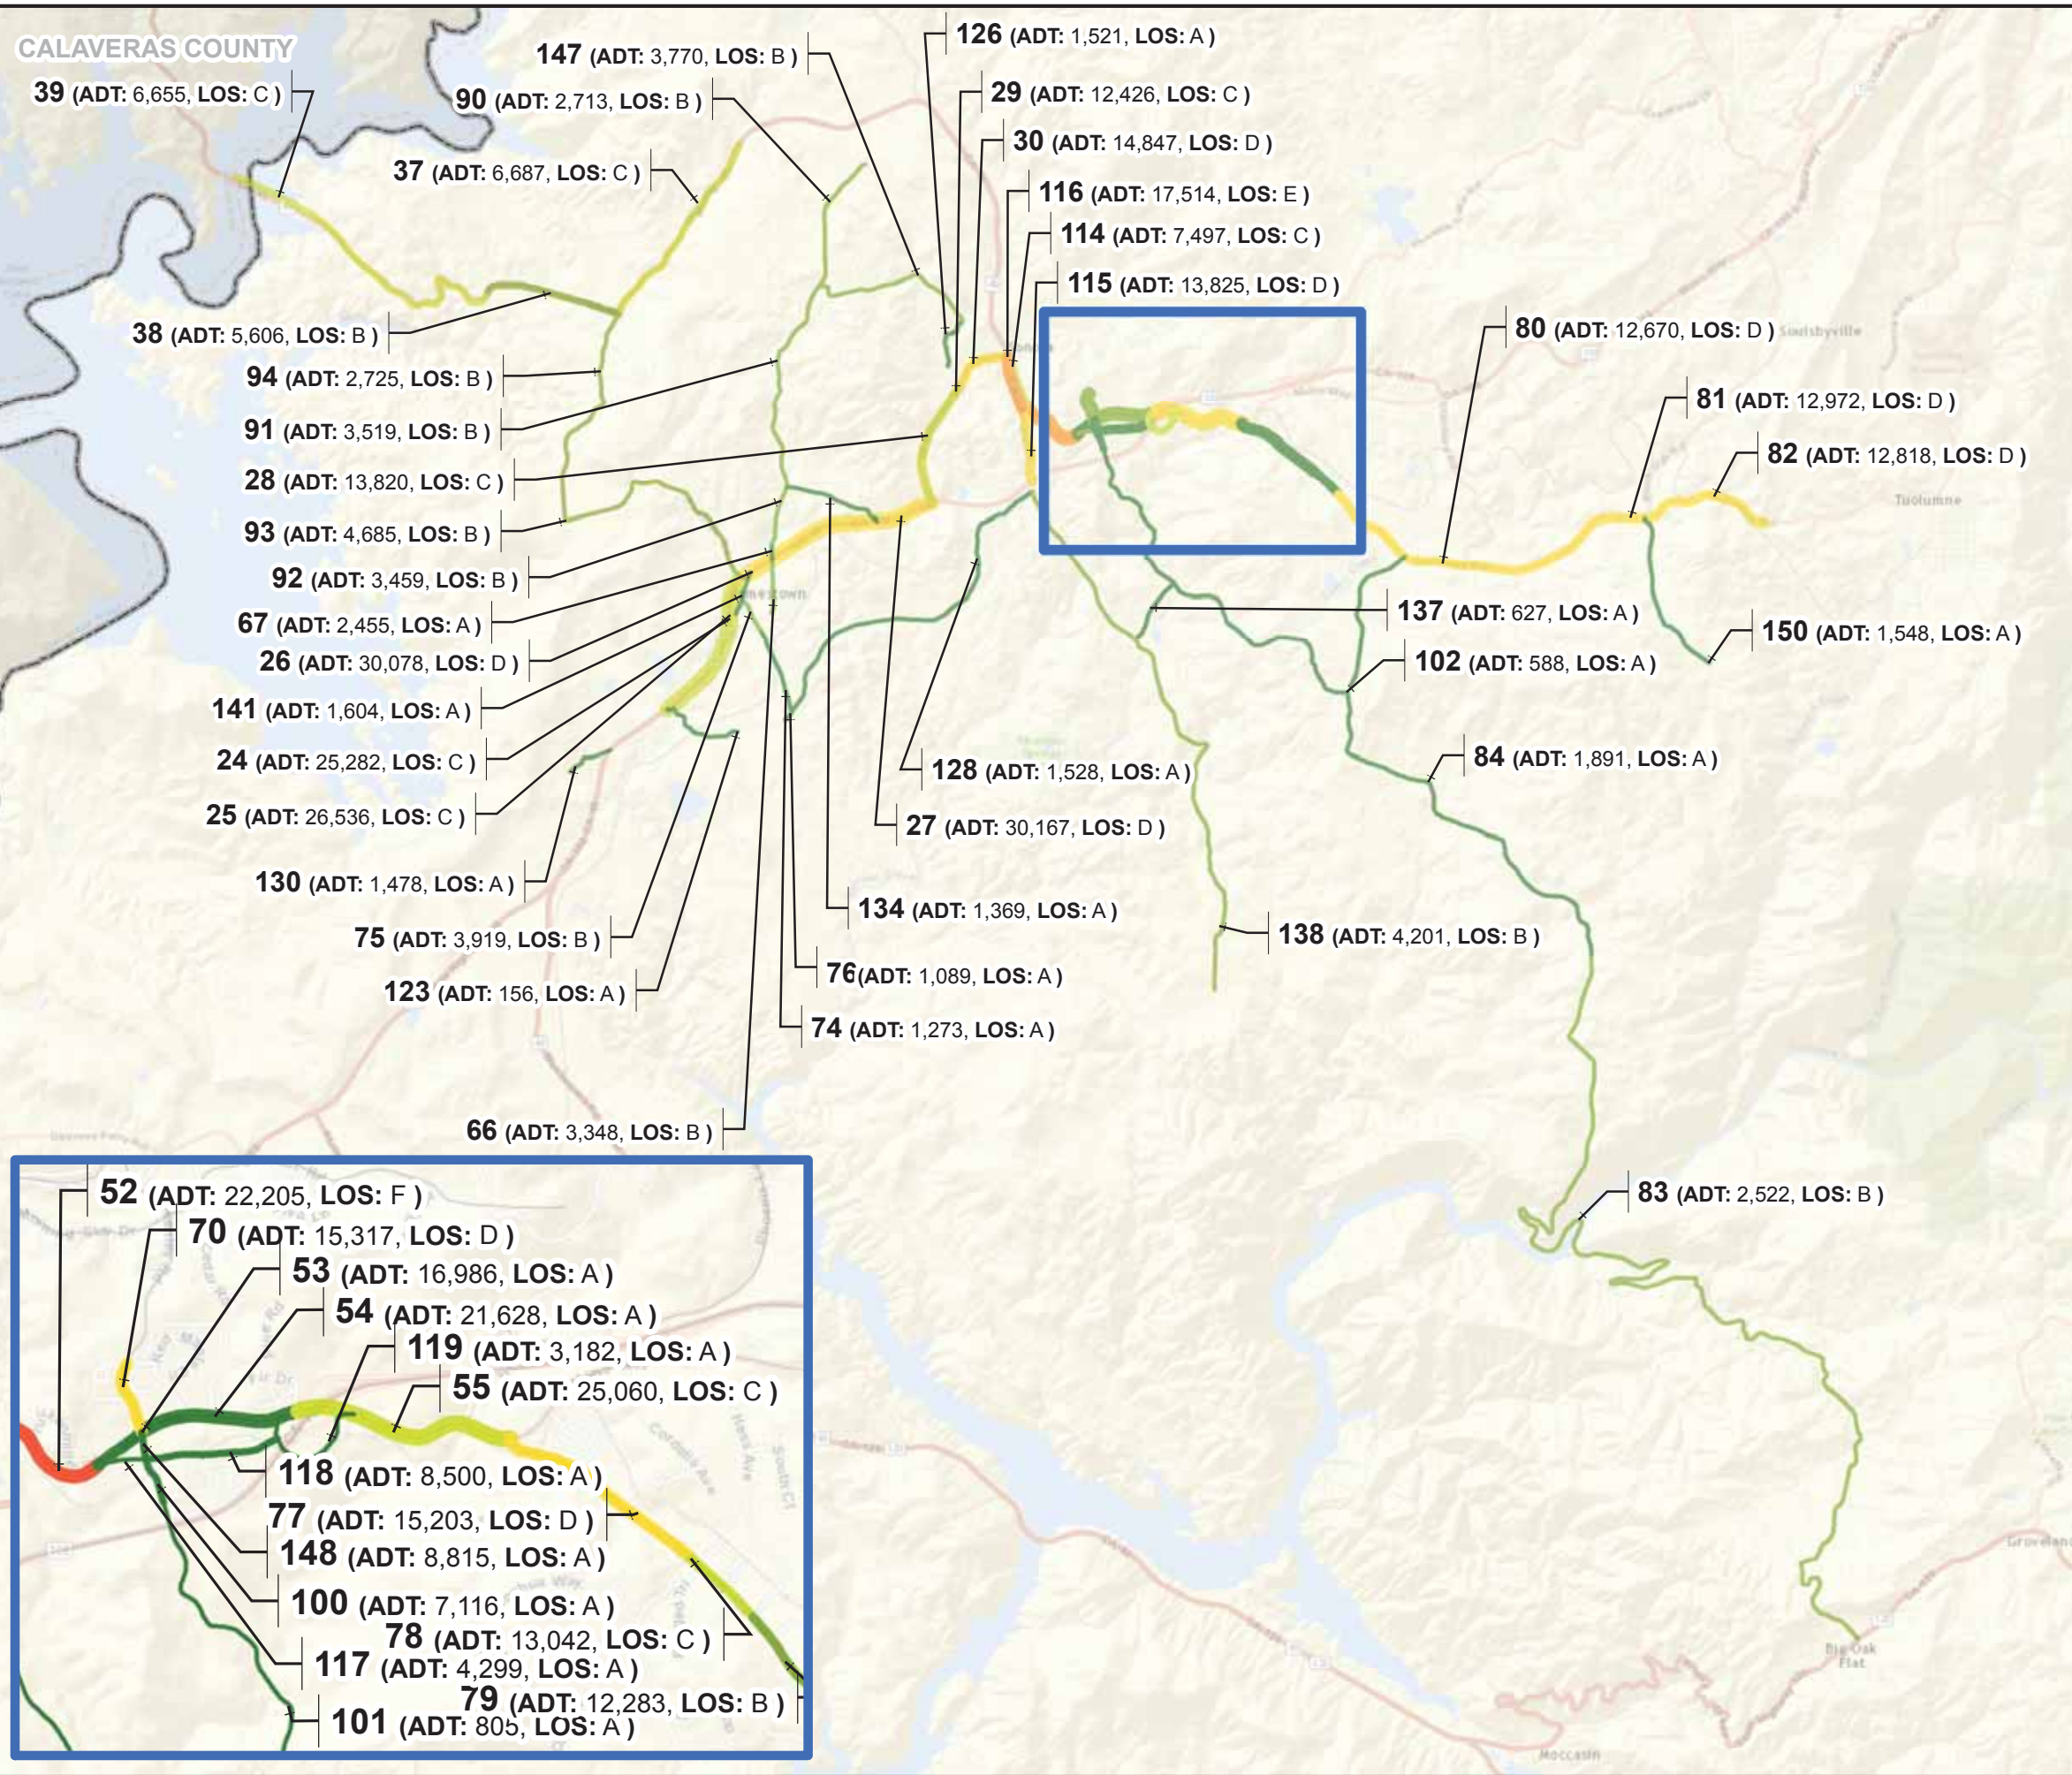 CALAVERAS COUNTY
126 (ADT: 1,521, LOS: A )
147 (ADT: 3,770, LOS: B )
39 (ADT: 6,655, LOS: C )
90 (ADT: 2,713, LOS: B )
29 (ADT: 12,426, LOS: C )
30 (ADT: 14,847, LOS: D )
37 (ADT: 6,687, LOS: C )
116 (ADT: 17,514, LOS: E )
114 (ADT: 7,497, LOS: C )
115 (ADT: 13,825, LOS: D )
38 (ADT: 5,606, LOS: B )
80 (ADT: 12,670, LOS: D )
Soulsbyville
94 (ADT: 2,725, LOS: B )
81 (ADT: 12,972, LOS: D )
91 (ADT: 3,519, LOS: B )
82 (ADT: 12,818, LOS: D )
28 (ADT: 13,820, LOS: C )
Tuolumne
93 (ADT: 4,685, LOS: B )
92 (ADT: 3,459, LOS: B )
67 (ADT: 2,455, LOS: A )
137 (ADT: 627, LOS: A )
150 (ADT: 1,548, LOS: A )
26 (ADT: 30,078, LOS: D )
102 (ADT: 588, LOS: A )
141 (ADT: 1,604, LOS: A )
24 (ADT: 25,282, LOS: C )
84 (ADT: 1,891, LOS: A )
128 (ADT: 1,528, LOS: A )
25 (ADT: 26,536, LOS: C )
27 (ADT: 30,167, LOS: D )
130 (ADT: 1,478, LOS: A )
134 (ADT: 1,369, LOS: A )
75 (ADT: 3,919, LOS: B )
138 (ADT: 4,201, LOS: B )
76(ADT: 1,089, LOS: A )
123 (ADT: 156, LOS: A )
74 (ADT: 1,273, LOS: A )
66 (ADT: 3,348, LOS: B )
83 (ADT: 2,522, LOS: B )
52 (ADT: 22,205, LOS: F )
70 (ADT: 15,317, LOS: D )
53 (ADT: 16,986, LOS: A )
54 (ADT: 21,628, LOS: A )
119 (ADT: 3,182, LOS: A )
55 (ADT: 25,060, LOS: C )
118 (ADT: 8,500, LOS: A )
77 (ADT: 15,203, LOS: D )
148 (ADT: 8,815, LOS: A )
100 (ADT: 7,116, LOS: A )
78 (ADT: 13,042, LOS: C )
117 (ADT: 4,299, LOS: A )
79 (ADT: 12,283, LOS: B )
101 (ADT: 805, LOS: A )
Hess Ave
South Ct
Groveland
Big Oak
Flat
Moccasin